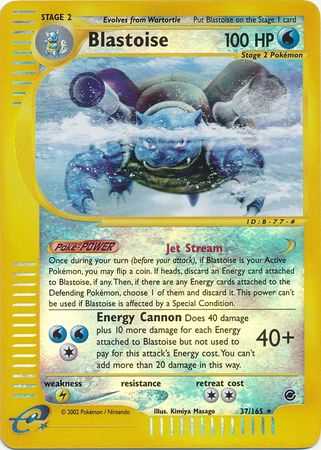 STAGE 2
Evolves from Wartortle
Put Blastoise on the Stage 1 card
Blastoise
100 HP
Stage 2 Pokémon
ID:B-77-#
POKé-POWER
Jet Stream
Once during your turn (before your attack), if Blastoise is your Active
Pokémon, you may flip a coin. If heads, discard an Energy card attached
to Blastoise, if any. Then, if there are any Energy cards attached to the
Defending Pokémon, choose 1 of them and discard it. This power can't
be used if Blastoise is affected by a Special Condition.
Energy Cannon Does 40 damage
plus 10 more damage for each Energy
attached to Blastoise but not used to
pay for this attack's Energy cost. You can't
add more than 20 damage in this way.
40+
weakness
resistance
retreat cost
e
© 2002 Pokémon / Nintendo
Illus. Kimiya Masago
37/165 ★